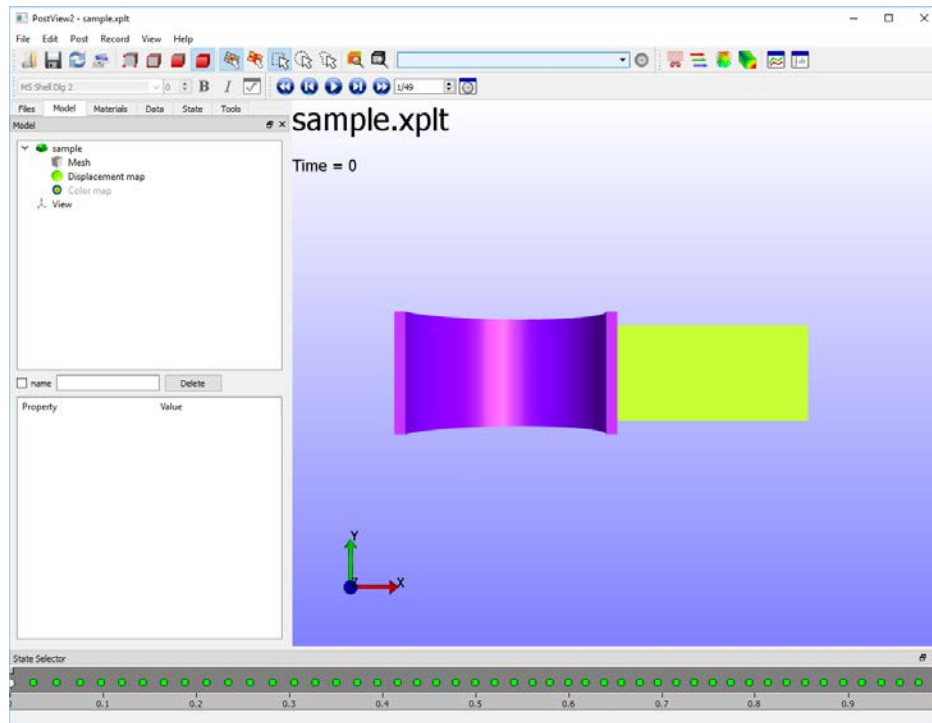 PostView2 - sample.xplt
File Edit Post Record View Help
MS Shell Dlg 2 0 B I 1/49
Files Model Materials Data State Tools
Model
sample.xplt
Time = 0
sample
Mesh
Displacement map
Color map
View
name Delete
Property Value
Y
Z X
State Selector
0.1 0.2 0.3 0.4 0.5 0.6 0.7 0.8 0.9